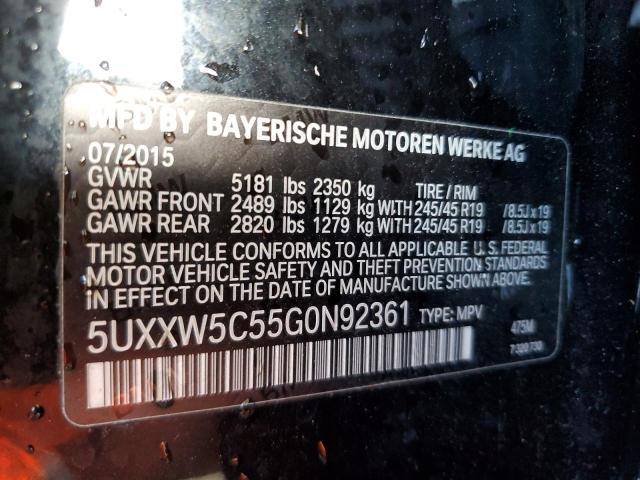 MFD BY BAYERISCHE MOTOREN WERKE AG
07/2015
GVWR 5181 lbs 2350 kg TIRE / RIM
GAWR FRONT 2489 lbs 1129 kg WITH 245/45 R19 / 8.5J x 19
GAWR REAR 2820 lbs 1279 kg WITH 245/45 R19 / 8.5J x 19
THIS VEHICLE CONFORMS TO ALL APPLICABLE U.S. FEDERAL
MOTOR VEHICLE SAFETY AND THEFT PREVENTION STANDARDS
IN EFFECT ON THE DATE OF MANUFACTURE SHOWN ABOVE.
5UXXW5C55G0N92361 TYPE: MPV
475M